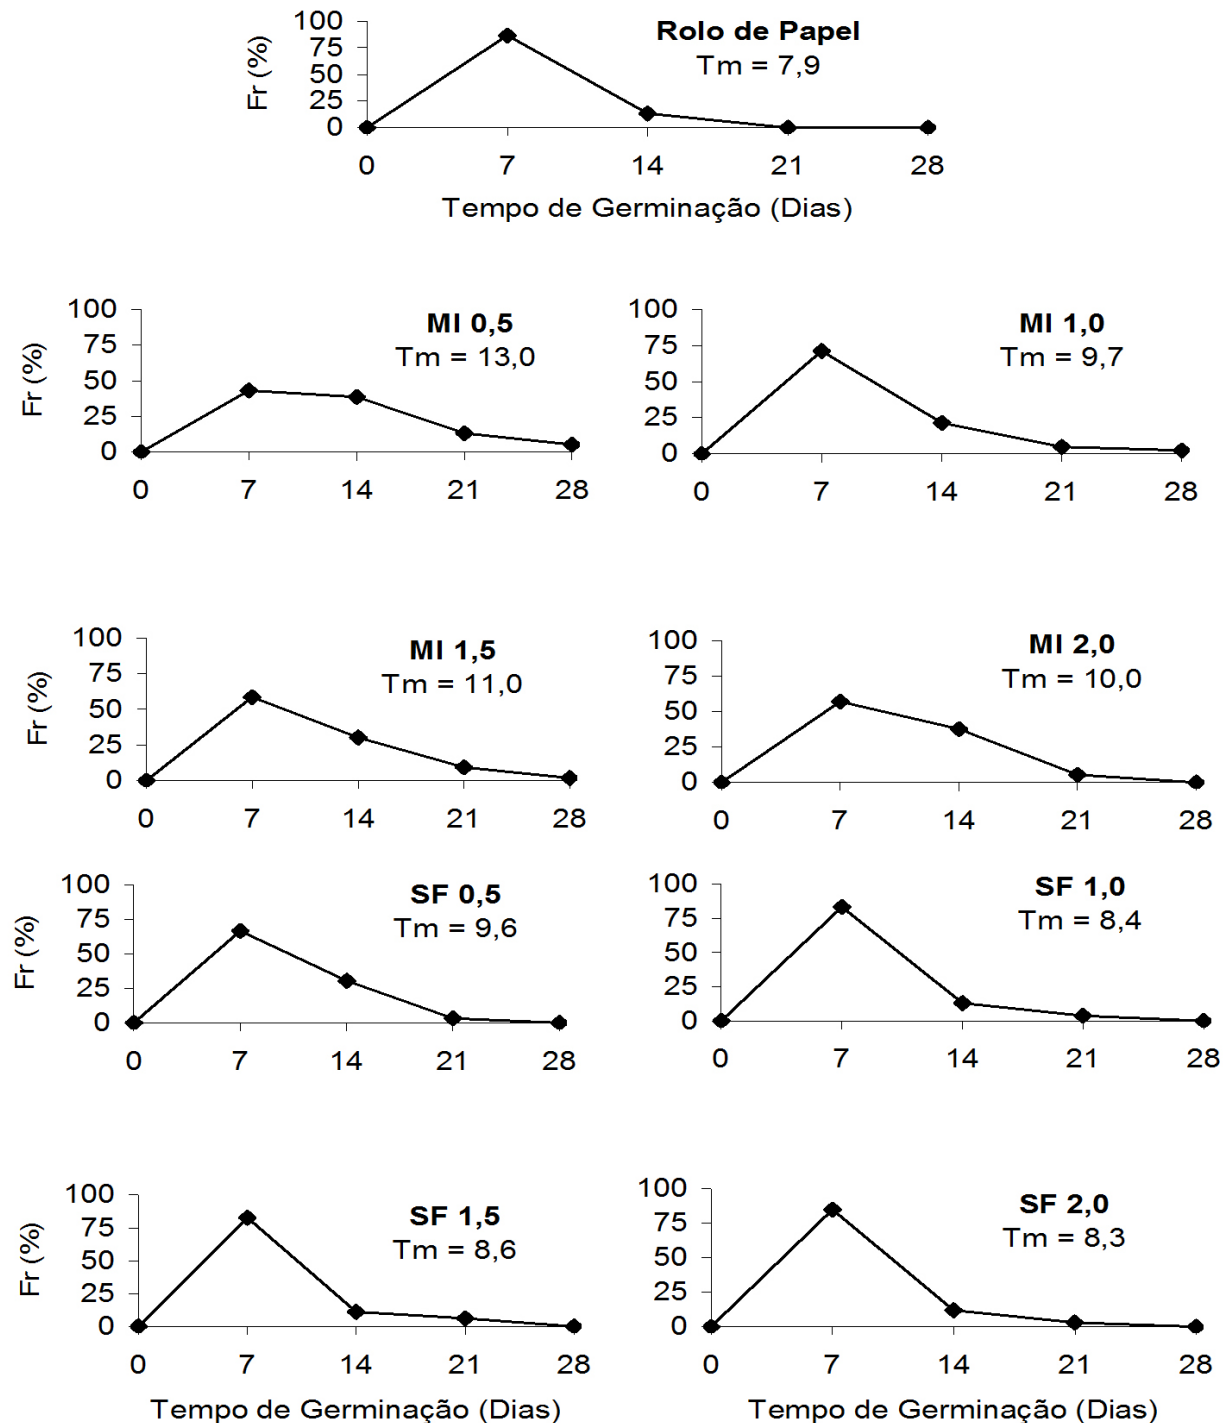 Rolo de Papel
Tm = 7,9
Fr (%)
100
75
50
25
0
0 7 14 21 28
Tempo de Germinação (Dias)
MI 0,5
Tm = 13,0
Fr (%)
100
75
50
25
0
0 7 14 21 28
MI 1,0
Tm = 9,7
100
75
50
25
0
0 7 14 21 28
MI 1,5
Tm = 11,0
Fr (%)
100
75
50
25
0
0 7 14 21 28
MI 2,0
Tm = 10,0
100
75
50
25
0
0 7 14 21 28
SF 0,5
Tm = 9,6
Fr (%)
100
75
50
25
0
0 7 14 21 28
SF 1,0
Tm = 8,4
100
75
50
25
0
0 7 14 21 28
SF 1,5
Tm = 8,6
Fr (%)
100
75
50
25
0
0 7 14 21 28
Tempo de Germinação (Dias)
SF 2,0
Tm = 8,3
100
75
50
25
0
0 7 14 21 28
Tempo de Germinação (Dias)